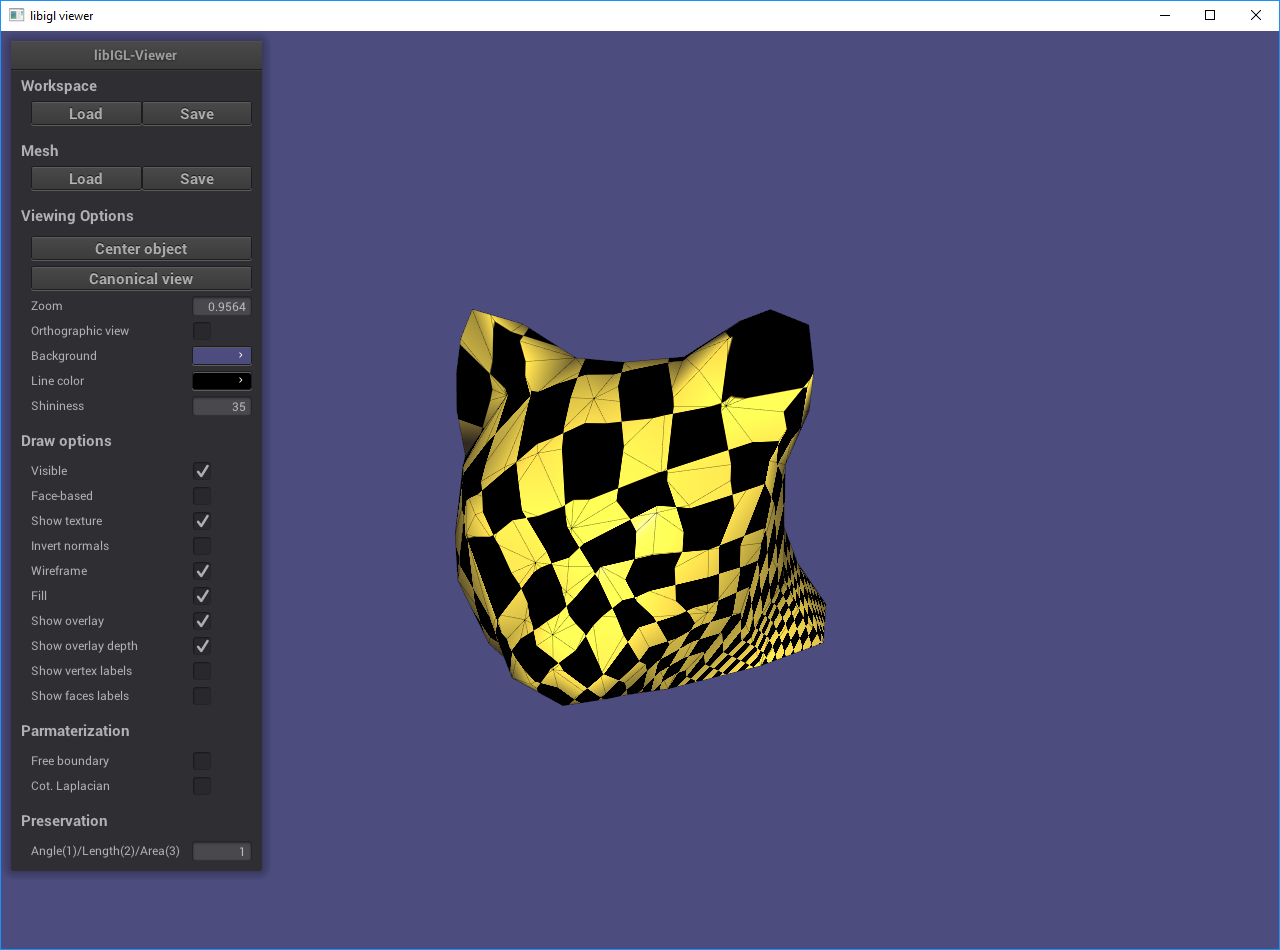 libigl viewer
libIGL-Viewer
Workspace
Load Save
Mesh
Load Save
Viewing Options
Center object
Canonical view
Zoom 0.9564
Orthographic view
Background
Line color
Shininess 35
Draw options
Visible
Face-based
Show texture
Invert normals
Wireframe
Fill
Show overlay
Show overlay depth
Show vertex labels
Show faces labels
Parmaterization
Free boundary
Cot. Laplacian
Preservation
Angle(1)/Length(2)/Area(3) 1